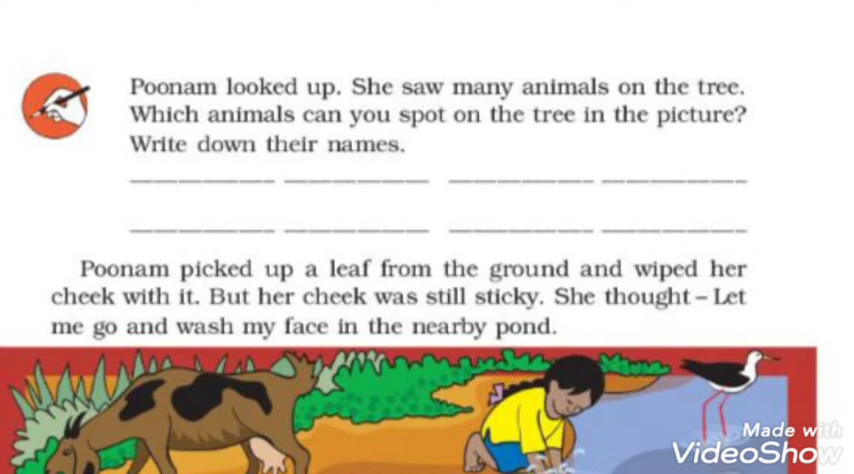 Poonam looked up. She saw many animals on the tree.
Which animals can you spot on the tree in the picture?
Write down their names.
Poonam picked up a leaf from the ground and wiped her
cheek with it. But her cheek was still sticky. She thought – Let
me go and wash my face in the nearby pond.
Made with
VideoShow